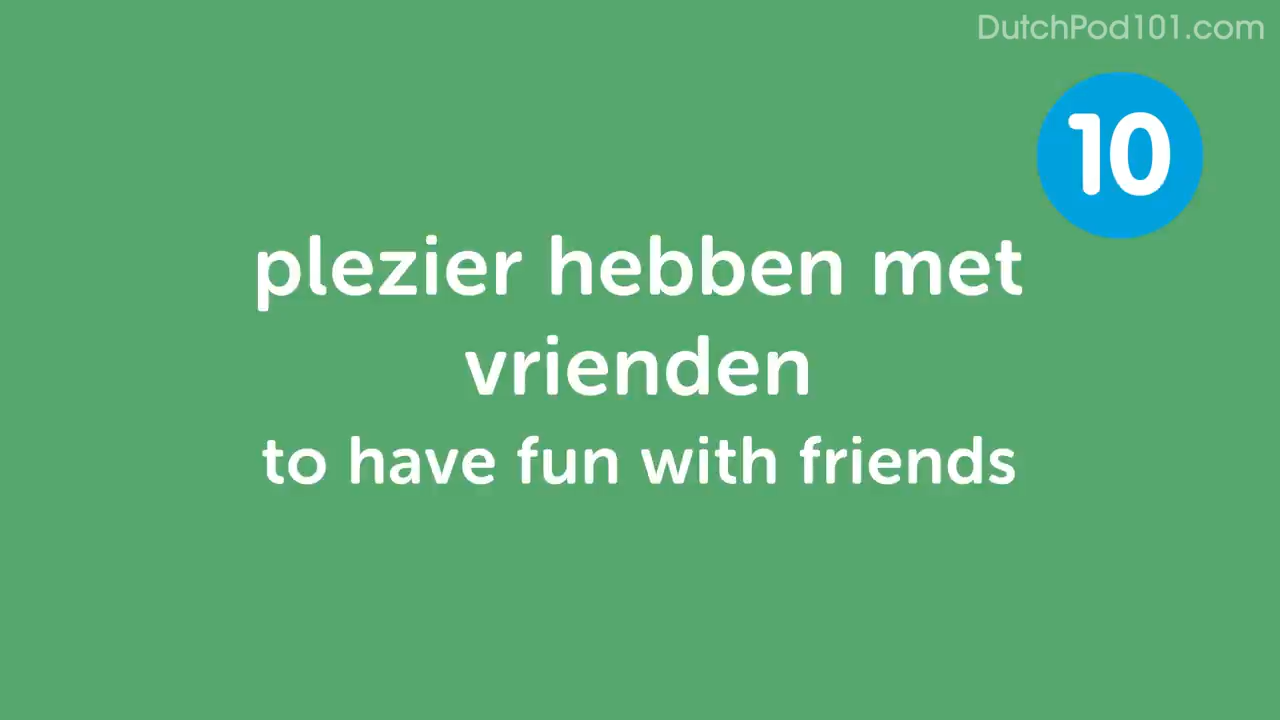 DutchPod101.com
10
plezier hebben met
vrienden
to have fun with friends